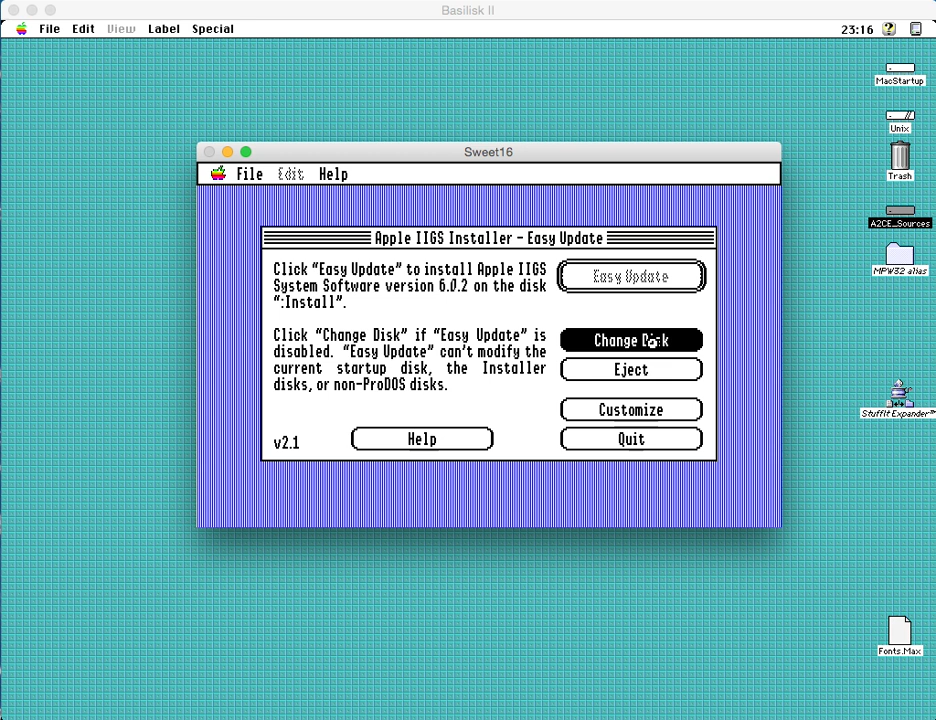 Basilisk II
File Edit View Label Special
23:16
MacStartup
Unix
Trash
A2CE_Sources
MPW32 alias
StuffIt Expander™
Fonts.Max
Sweet16
File Edit Help
Apple IIGS Installer - Easy Update
Click "Easy Update" to install Apple IIGS
System Software version 6.0.2 on the disk
":Install".
Click "Change Disk" if "Easy Update" is
disabled. "Easy Update" can't modify the
current startup disk, the Installer
disks, or non-ProDOS disks.
v2.1
Help
Easy Update
Change Disk
Eject
Customize
Quit